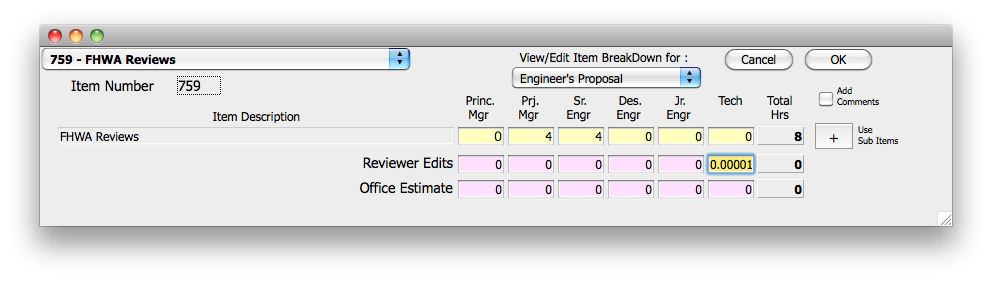 759 - FHWA Reviews
View/Edit Item BreakDown for :
Cancel
OK
Item Number 759
Engineer's Proposal
Add
Comments
Item Description
Princ.
Mgr
Prj.
Mgr
Sr.
Engr
Des.
Engr
Jr.
Engr
Tech
Total
Hrs
FHWA Reviews 0 4 4 0 0 0 8
+
Use
Sub Items
Reviewer Edits 0 0 0 0 0 0.00001 0
Office Estimate 0 0 0 0 0 0 0